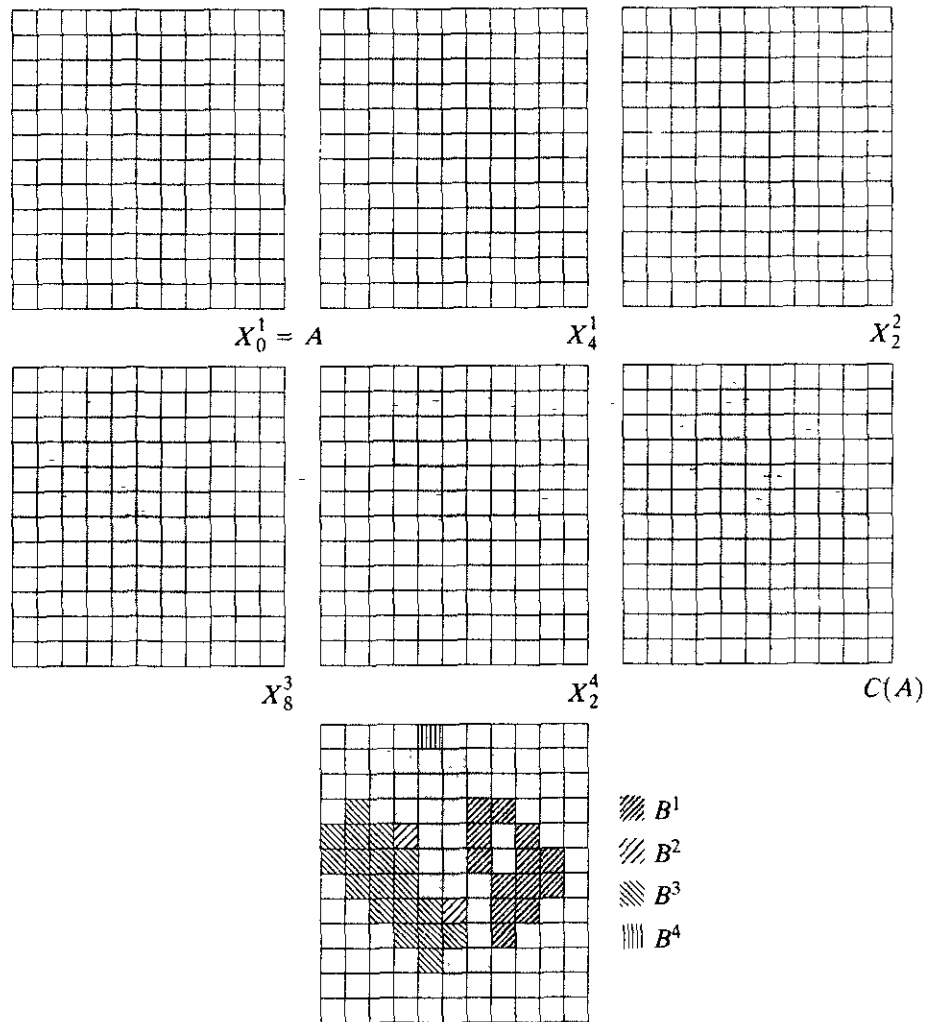 X₀¹ = A
X₄¹
X₂²
X₈³
X₂⁴
C(A)
B¹
B²
B³
B⁴